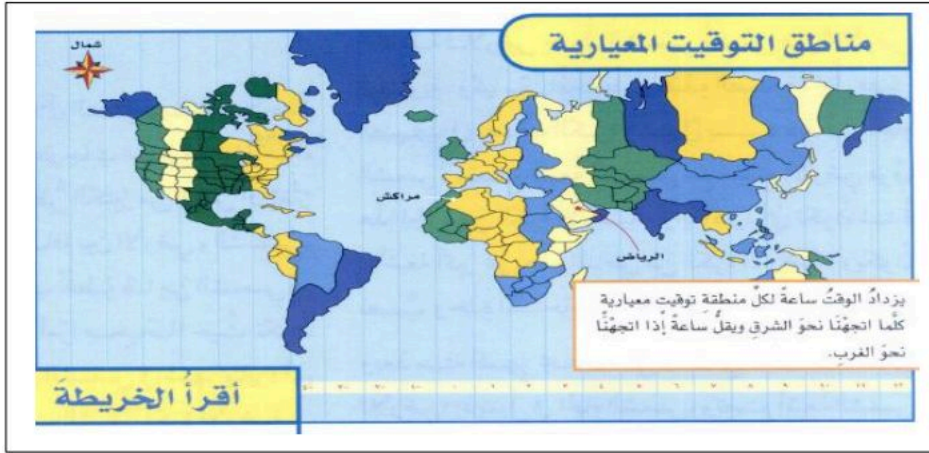 مناطق التوقيت المعيارية
شمال
مراكش
الرياض
يزدادُ الوقتُ ساعةً لكلِّ منطقةِ توقيتٍ معيارية
كلَّما اتجهْنَا نحوَ الشرقِ ويقلُّ ساعةً إذا اتجهْنَا
نحوَ الغربِ.
أقرأُ الخريطةَ